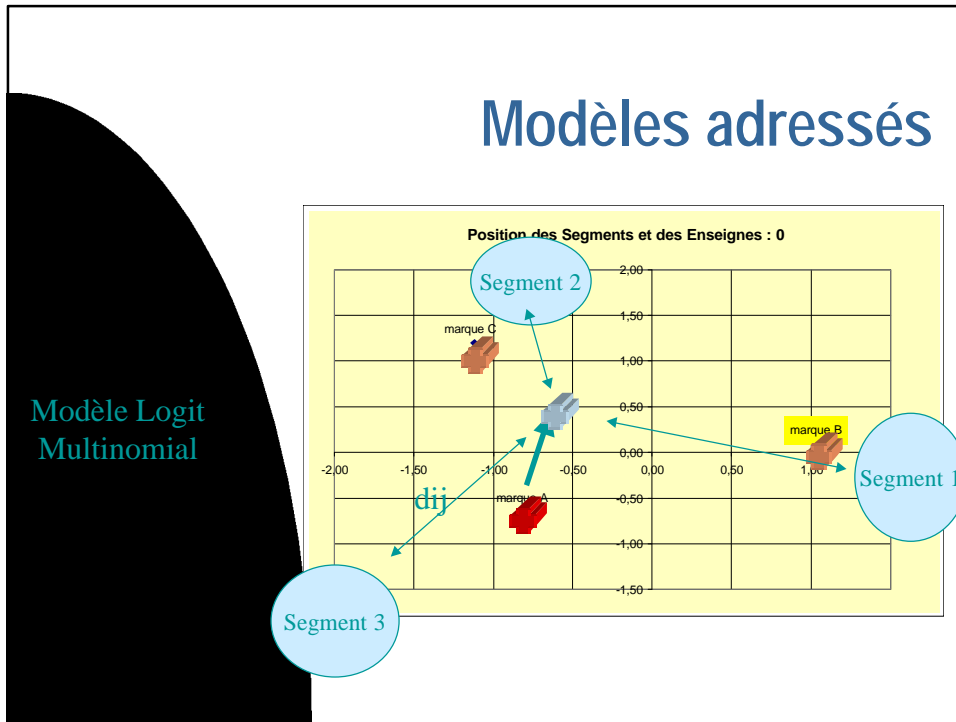 Modèles adressés
Position des Segments et des Enseignes : 0
2,00
Segment 2
1,50
marque C
1,00
Modèle Logit
Multinomial
0,50
marque B
0,00
-2,00 -1,50 -1,00 -0,50 0,00 0,50 1,00
Segment 1
dij
marque A
-0,50
-1,00
-1,50
Segment 3